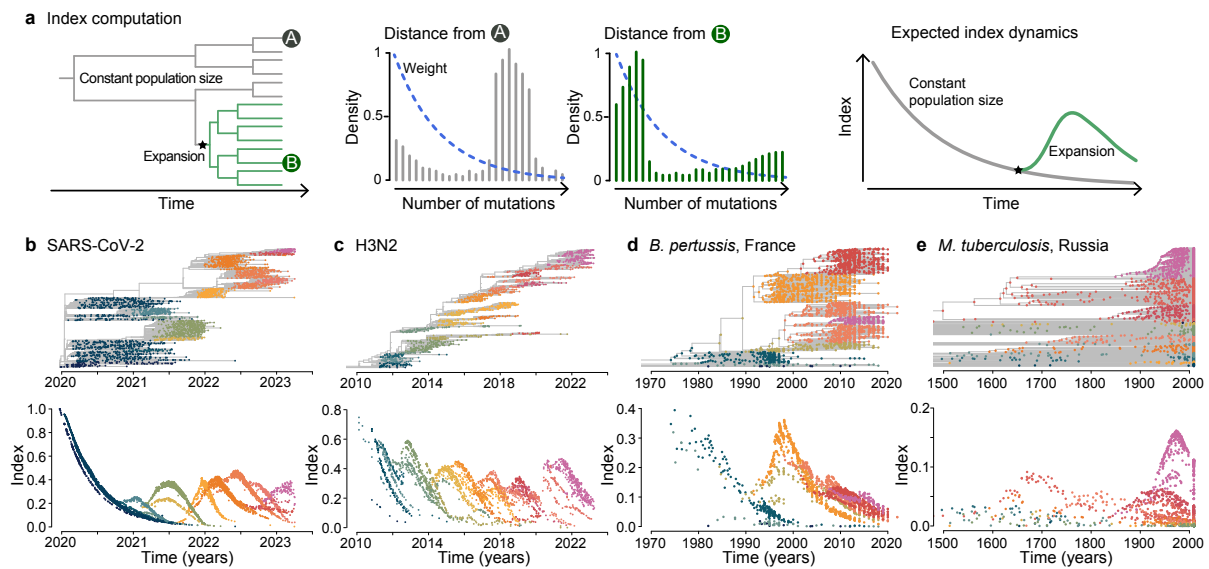 a Index computation
A
Constant population size
Expansion
B
Time
Distance from A
1
Weight
Density
0.5
0
Number of mutations
Distance from B
1
Density
0.5
0
Number of mutations
Expected index dynamics
Index
Constant
population size
Expansion
Time
b SARS-CoV-2
2020 2021 2022 2023
1.0
0.8
0.6
0.4
0.2
0.0
Index
2020 2021 2022 2023
Time (years)
c H3N2
2010 2014 2018 2022
0.8
0.6
0.4
0.2
0.0
Index
2010 2014 2018 2022
Time (years)
d B. pertussis, France
1970 1980 1990 2000 2010 2020
0.4
0.3
0.2
0.1
0.0
Index
1970 1980 1990 2000 2010 2020
Time (years)
e M. tuberculosis, Russia
1500 1600 1700 1800 1900 2000
0.2
0.1
0.0
Index
1500 1600 1700 1800 1900 2000
Time (years)